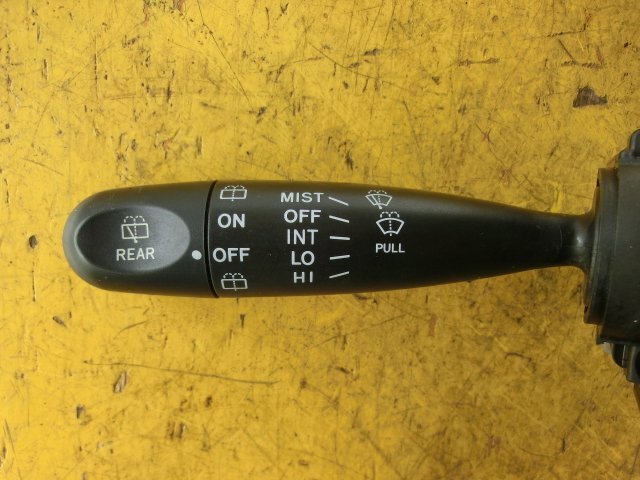 REAR
ON
OFF
MIST
OFF
INT
LO
HI
PULL